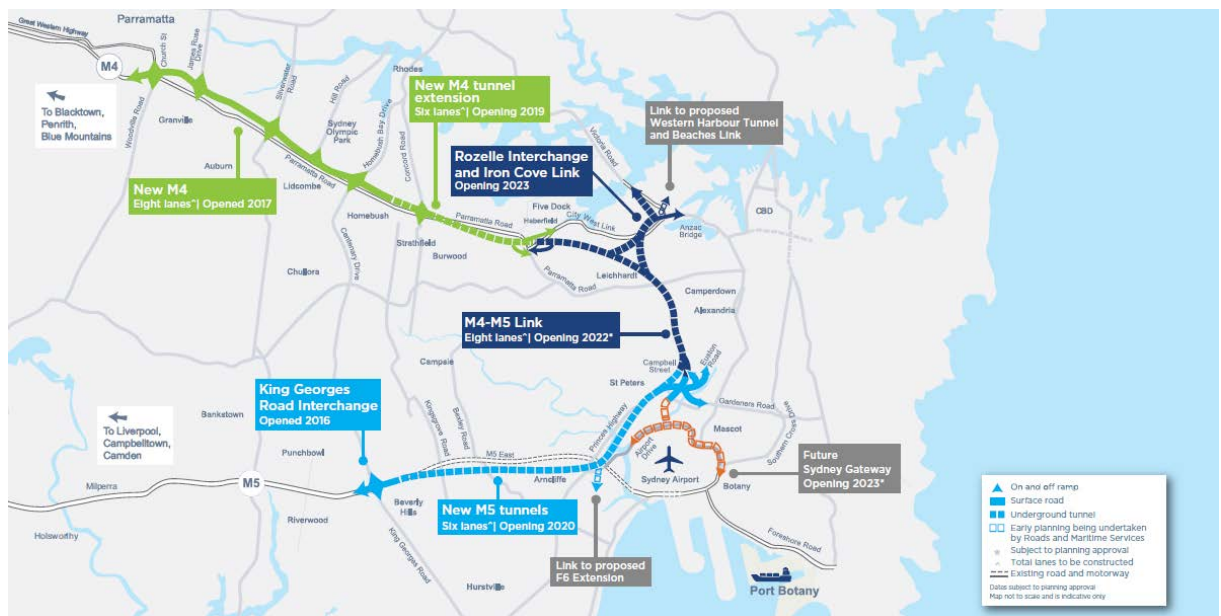 Parramatta
Great Western Highway
Church St
James Ruse
Drive
M4
Silverwater
Road
Hill Road
Rhodes
Homebush Bay Drive
Concord Road
New M4 tunnel
extension
Six lanes^| Opening 2019
Link to proposed
Western Harbour Tunnel
and Beaches Link
To Blacktown,
Penrith,
Blue Mountains
Woodville Road
Granville
Sydney
Olympic
Park
Victoria Road
Rozelle Interchange
and Iron Cove Link
Opening 2023
Auburn
Parramatta Road
Lidcombe
New M4
Eight lanes^| Opened 2017
Homebush
Parramatta Road
Five Dock
Haberfield
City West Link
CBD
Anzac
Bridge
Strathfield
Burwood
Centenary Drive
Chullora
Parramatta Road
Leichhardt
Camperdown
Alexandria
M4-M5 Link
Eight lanes^| Opening 2022*
Campbell
Street
Euston
Road
Campsie
St Peters
King Georges
Road Interchange
Opened 2016
Kingsgrove Road
Bexley Road
Princes Highway
Gardeners Road
To Liverpool,
Campbelltown,
Camden
Bankstown
Punchbowl
Mascot
Southern Cross Drive
Airport
Drive
M5 East
Future
Sydney Gateway
Opening 2023*
Milperra
M5
Arncliffe
Sydney Airport
Botany
Beverly
Hills
New M5 tunnels
Six lanes^| Opening 2020
Riverwood
Holsworthy
King Georges Road
Foreshore Road
Link to proposed
F6 Extension
Hurstville
Port Botany
On and off ramp
Surface road
Underground tunnel
Early planning being undertaken
by Roads and Maritime Services
* Subject to planning approval
^ Total lanes to be constructed
Existing road and motorway
Dates subject to planning approval
Map not to scale and is indicative only